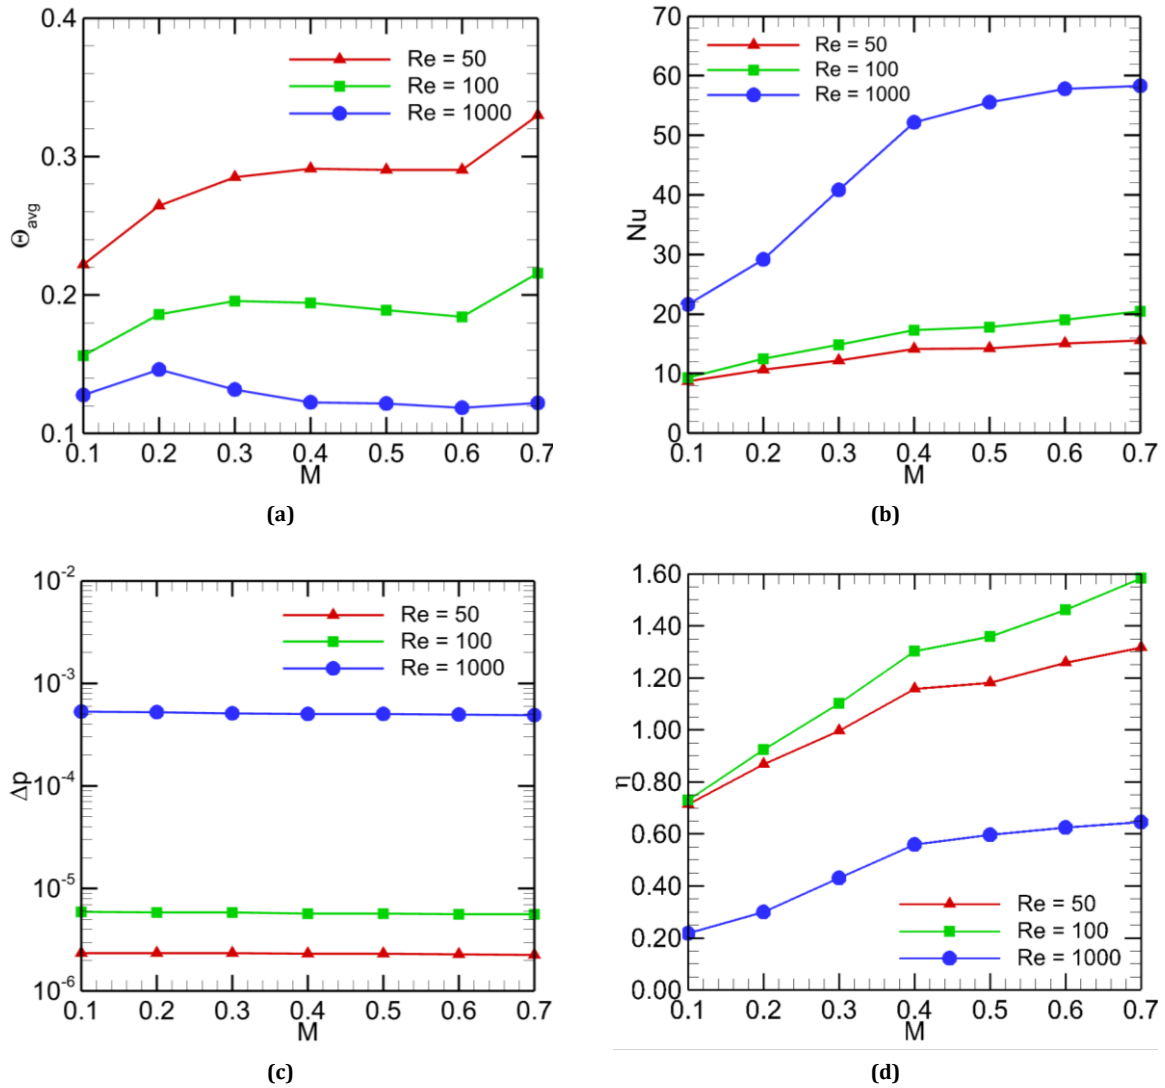 0.4
0.3
0.2
0.1
Θavg
Re = 50
Re = 100
Re = 1000
0.1 0.2 0.3 0.4 0.5 0.6 0.7
M
(a)
70
60
50
40
30
20
10
0
Nu
Re = 50
Re = 100
Re = 1000
0.1 0.2 0.3 0.4 0.5 0.6 0.7
M
(b)
10-2
10-3
10-4
10-5
10-6
Δp
Re = 50
Re = 100
Re = 1000
0.1 0.2 0.3 0.4 0.5 0.6 0.7
M
(c)
1.60
1.40
1.20
1.00
0.80
0.60
0.40
0.20
0.00
η
Re = 50
Re = 100
Re = 1000
0.1 0.2 0.3 0.4 0.5 0.6 0.7
M
(d)